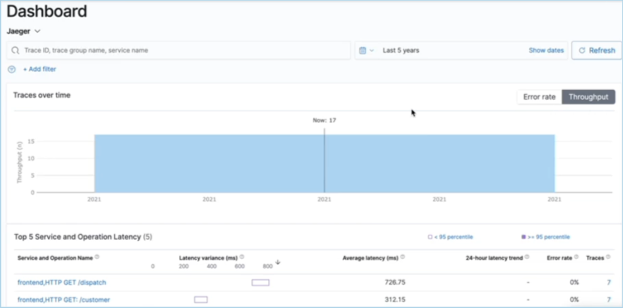 Dashboard
Jaeger
Trace ID, trace group name, service name
Last 5 years
Show dates
Refresh
+ Add filter
Traces over time
Error rate
Throughput
Now: 17
Throughput (n)
15
10
5
0
2021 2021 2021 2021 2021
Top 5 Service and Operation Latency (5)
< 95 percentile
>= 95 percentile
Service and Operation Name
Latency variance (ms)
0 200 400 600 800
Average latency (ms)
24-hour latency trend
Error rate
Traces
frontend,HTTP GET /dispatch 726.75 - 0% 7
frontend,HTTP GET: /customer 312.15 - 0% 7